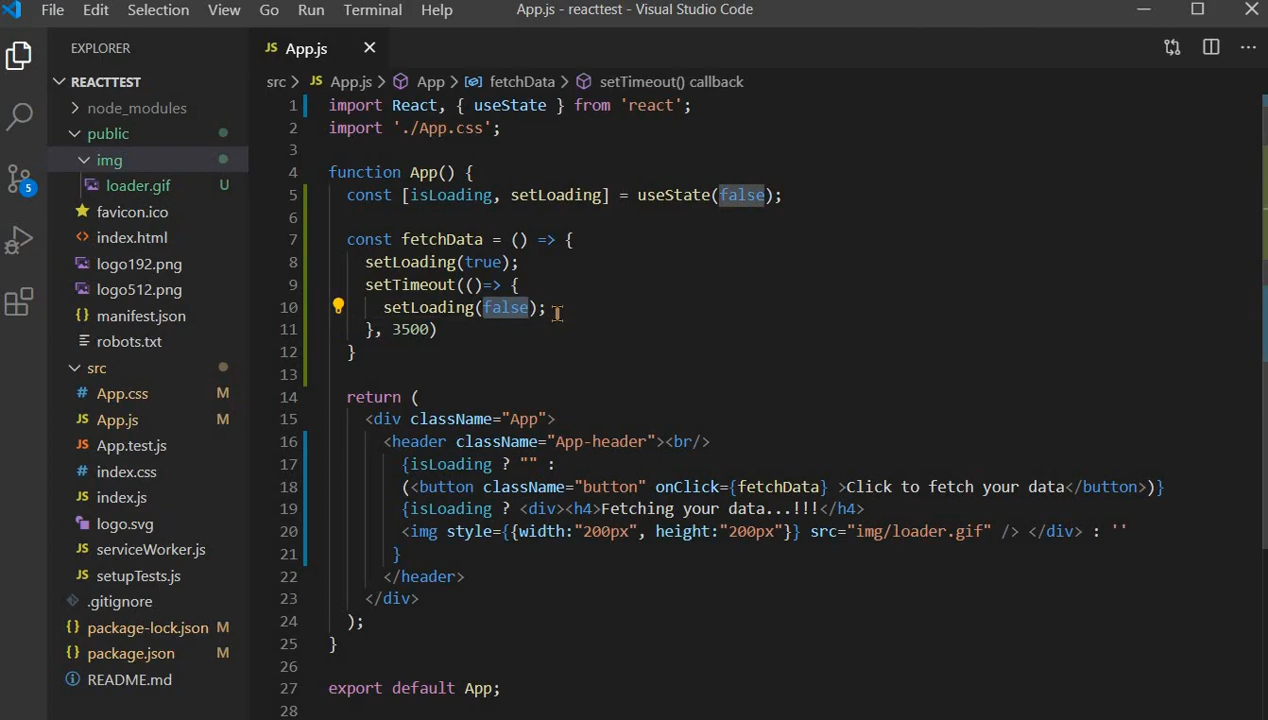 File Edit Selection View Go Run Terminal Help App.js - reacttest - Visual Studio Code
EXPLORER
JS App.js
REACTTEST
src > JS App.js > App > fetchData > setTimeout() callback
node_modules
public
img
loader.gif U
favicon.ico
index.html
logo192.png
logo512.png
manifest.json
robots.txt
src
App.css M
App.js M
App.test.js
index.css
index.js
logo.svg
serviceWorker.js
setupTests.js
.gitignore
package-lock.json M
package.json M
README.md
5
1 import React, { useState } from 'react';
2 import './App.css';
3
4 function App() {
5 const [isLoading, setLoading] = useState(false);
6
7 const fetchData = () => {
8 setLoading(true);
9 setTimeout(()=> {
10 setLoading(false);
11 }, 3500)
12 }
13
14 return (
15 <div className="App">
16 <header className="App-header"><br/>
17 {isLoading ? "" :
18 (<button className="button" onClick={fetchData} >Click to fetch your data</button>)}
19 {isLoading ? <div><h4>Fetching your data...!!!</h4>
20 <img style={{width:"200px", height:"200px"}} src="img/loader.gif" /> </div> : ''
21 }
22 </header>
23 </div>
24 );
25 }
26
27 export default App;
28